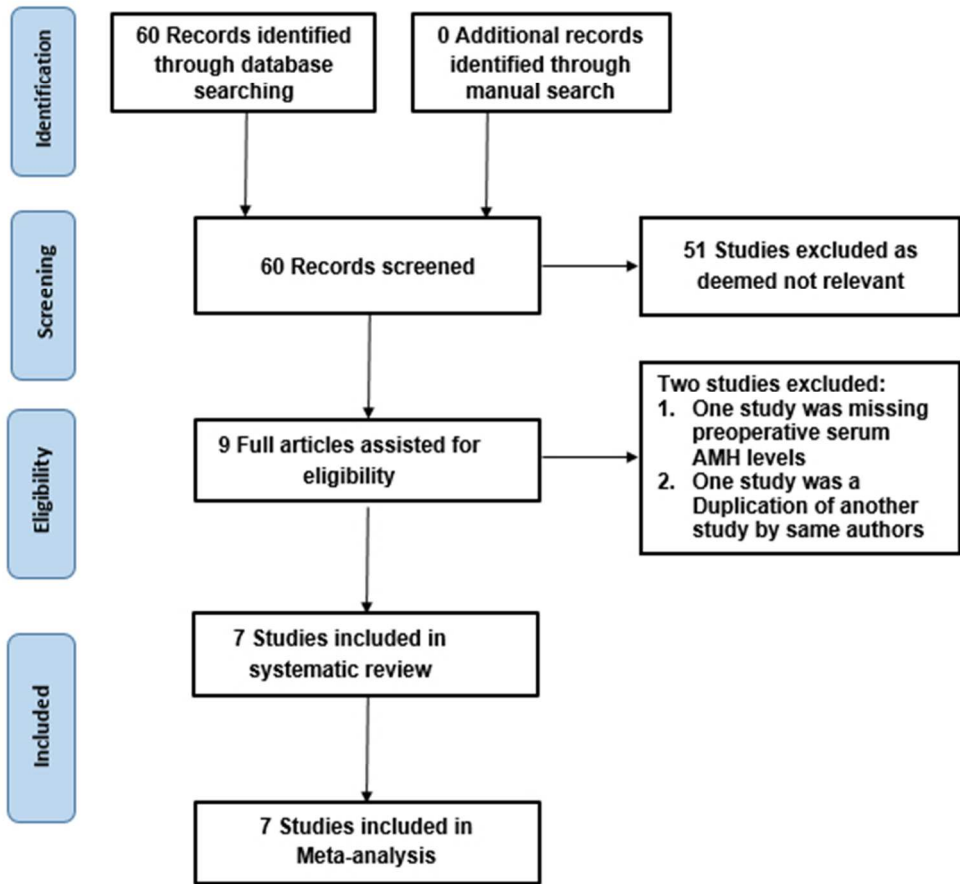 Identification
60 Records identified
through database
searching
0 Additional records
identified through
manual search
Screening
60 Records screened
51 Studies excluded as
deemed not relevant
Eligibility
9 Full articles assisted for
eligibility
Two studies excluded:
1. One study was missing
preoperative serum
AMH levels
2. One study was a
Duplication of another
study by same authors
Included
7 Studies included in
systematic review
7 Studies included in
Meta-analysis